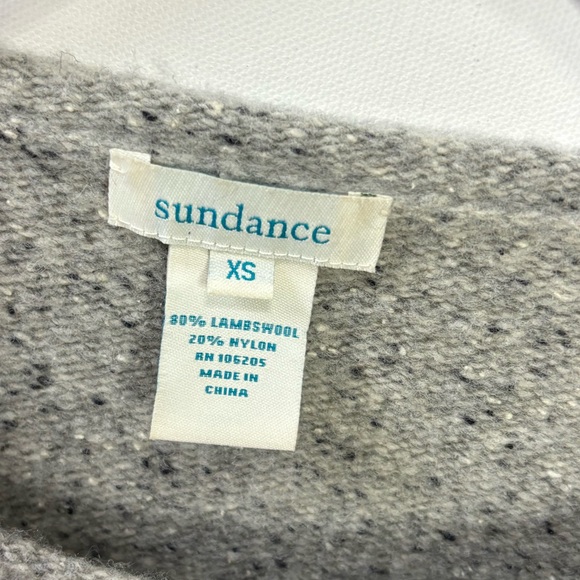 sundance
XS
80% LAMBSWOOL
20% NYLON
RN 106205
MADE IN
CHINA